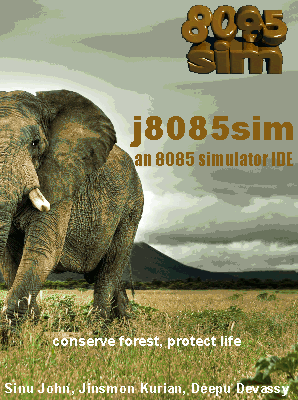 8085
sim
j8085sim
an 8085 simulator IDE
conserve forest, protect life
Sinu John, Jinsmon Kurian, Deepu Devassy